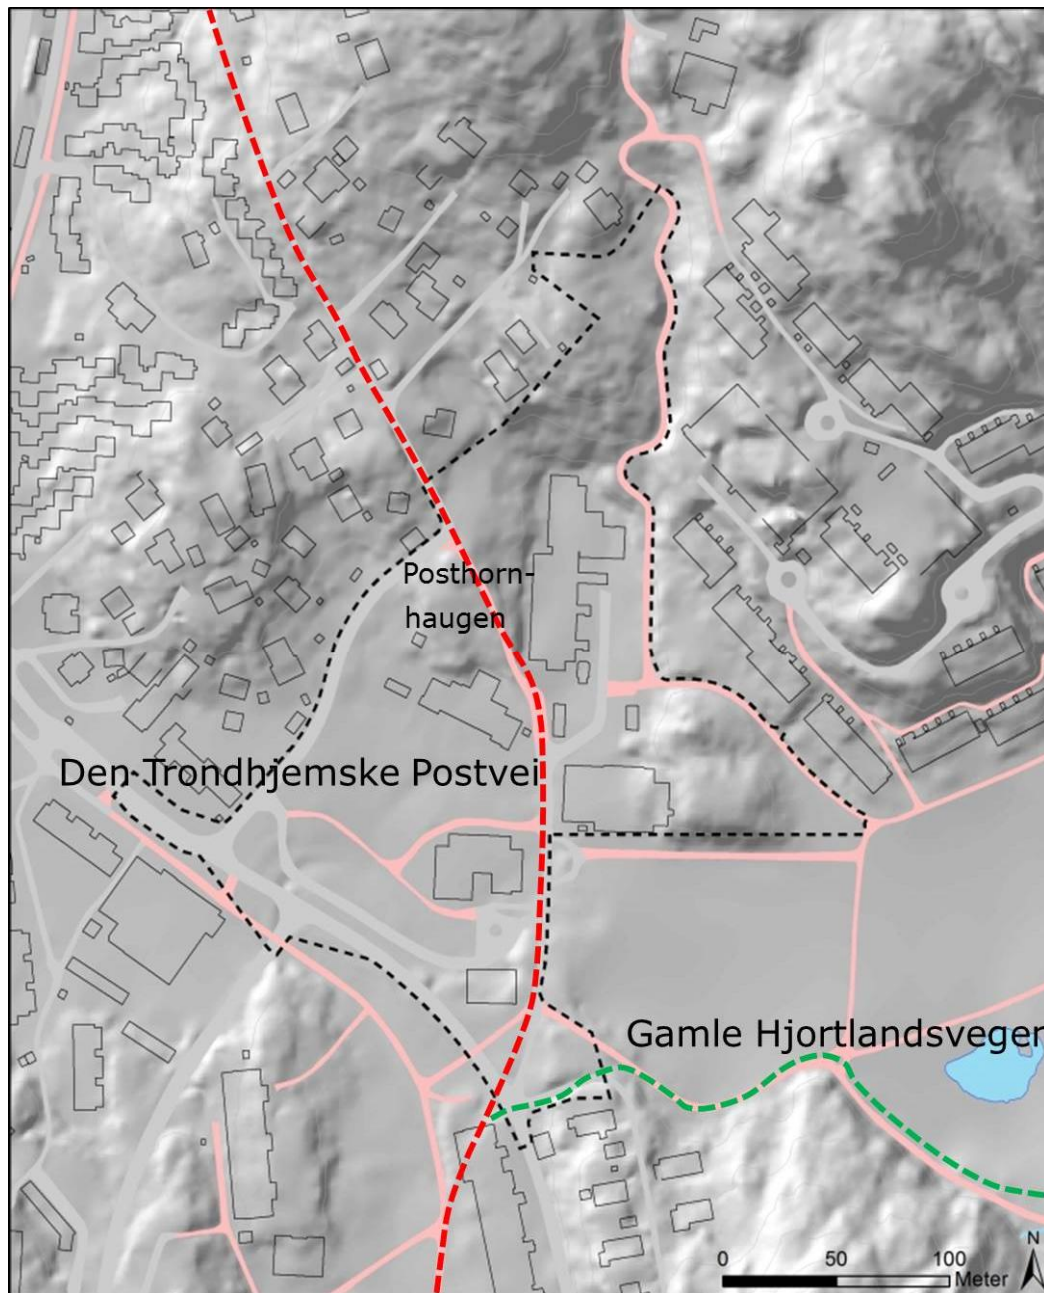 Posthorn-
haugen
Den Trondhjemske Postvei
Gamle Hjortlandsvegen
N
0 50 100
Meter